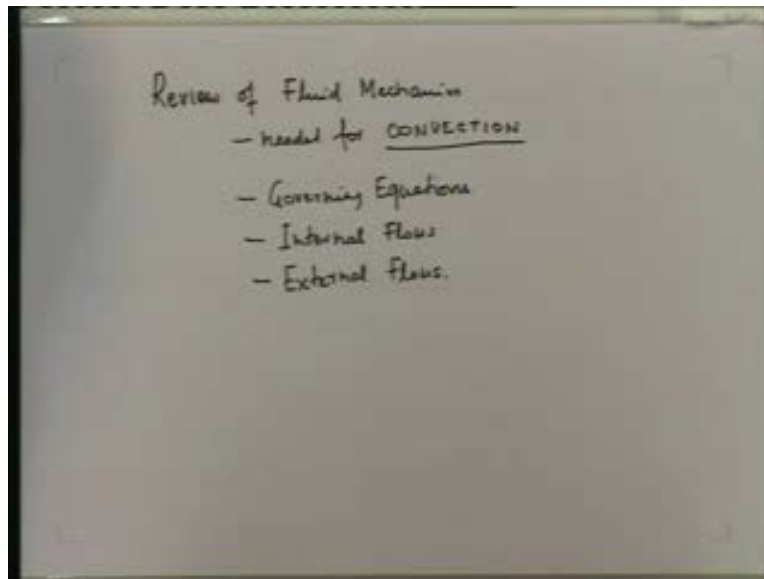 Review of Fluid Mechanics
- needed for CONVECTION
- Governing Equations
- Internal Flows
- External Flows.